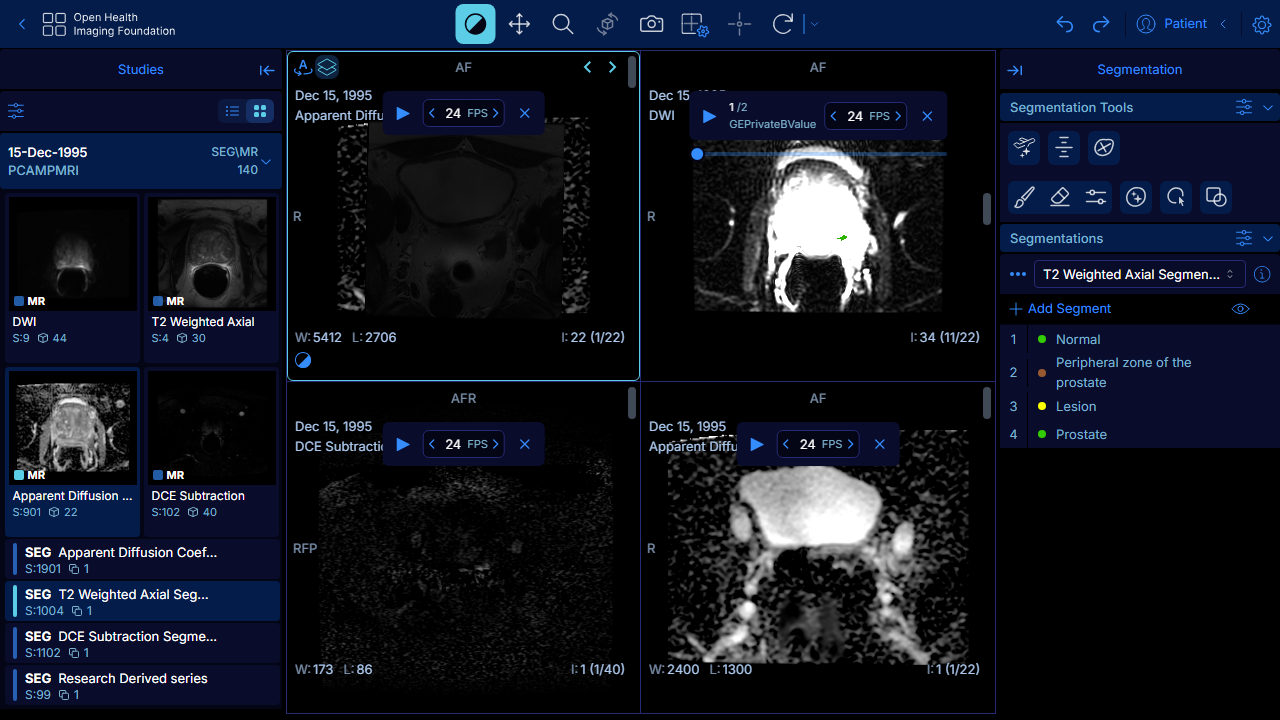 Open Health
Imaging Foundation
Patient
Studies
15-Dec-1995
PCAMPMRI
SEG\MR
140
MR
DWI
S:9 44
MR
T2 Weighted Axial
S:4 30
MR
Apparent Diffusion ...
S:901 22
MR
DCE Subtraction
S:102 40
SEG Apparent Diffusion Coef...
S:1901 1
SEG T2 Weighted Axial Seg...
S:1004 1
SEG DCE Subtraction Segme...
S:1102 1
SEG Research Derived series
S:99 1
A
AF
Dec 15, 1995
Apparent Diffu
24 FPS
R
W:5412 L:2706
I:22 (1/22)
AF
Dec 15
DWI
1 /2
GEPrivateBValue
24 FPS
R
I:34 (11/22)
AFR
Dec 15, 1995
DCE Subtractic
24 FPS
RFP
W:173 L:86
I:1 (1/40)
AF
Dec 15, 1995
Apparent Diffu
24 FPS
R
W:2400 L:1300
I:1 (1/22)
Segmentation
Segmentation Tools
Segmentations
T2 Weighted Axial Segmen...
Add Segment
1 Normal
2 Peripheral zone of the
prostate
3 Lesion
4 Prostate